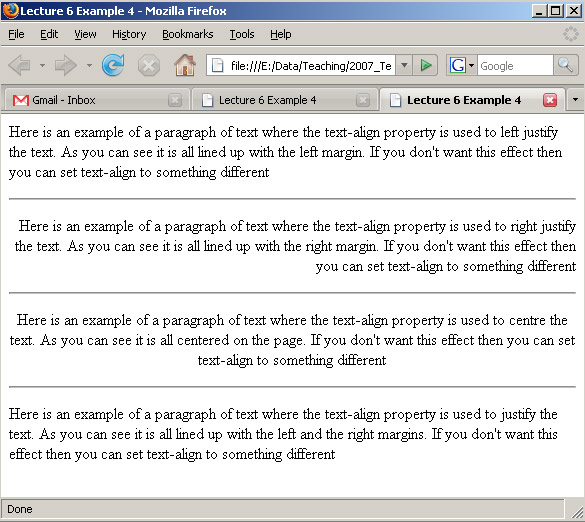 Lecture 6 Example 4 - Mozilla Firefox
File Edit View History Bookmarks Tools Help
file:///E:/Data/Teaching/2007_Te G Google
Gmail - Inbox Lecture 6 Example 4 Lecture 6 Example 4
Here is an example of a paragraph of text where the text-align property is used to left justify
the text. As you can see it is all lined up with the left margin. If you don't want this effect then
you can set text-align to something different
Here is an example of a paragraph of text where the text-align property is used to right justify
the text. As you can see it is all lined up with the right margin. If you don't want this effect then
you can set text-align to something different
Here is an example of a paragraph of text where the text-align property is used to centre the
text. As you can see it is all centered on the page. If you don't want this effect then you can set
text-align to something different
Here is an example of a paragraph of text where the text-align property is used to justify the
text. As you can see it is all lined up with the left and the right margins. If you don't want this
effect then you can set text-align to something different
Done